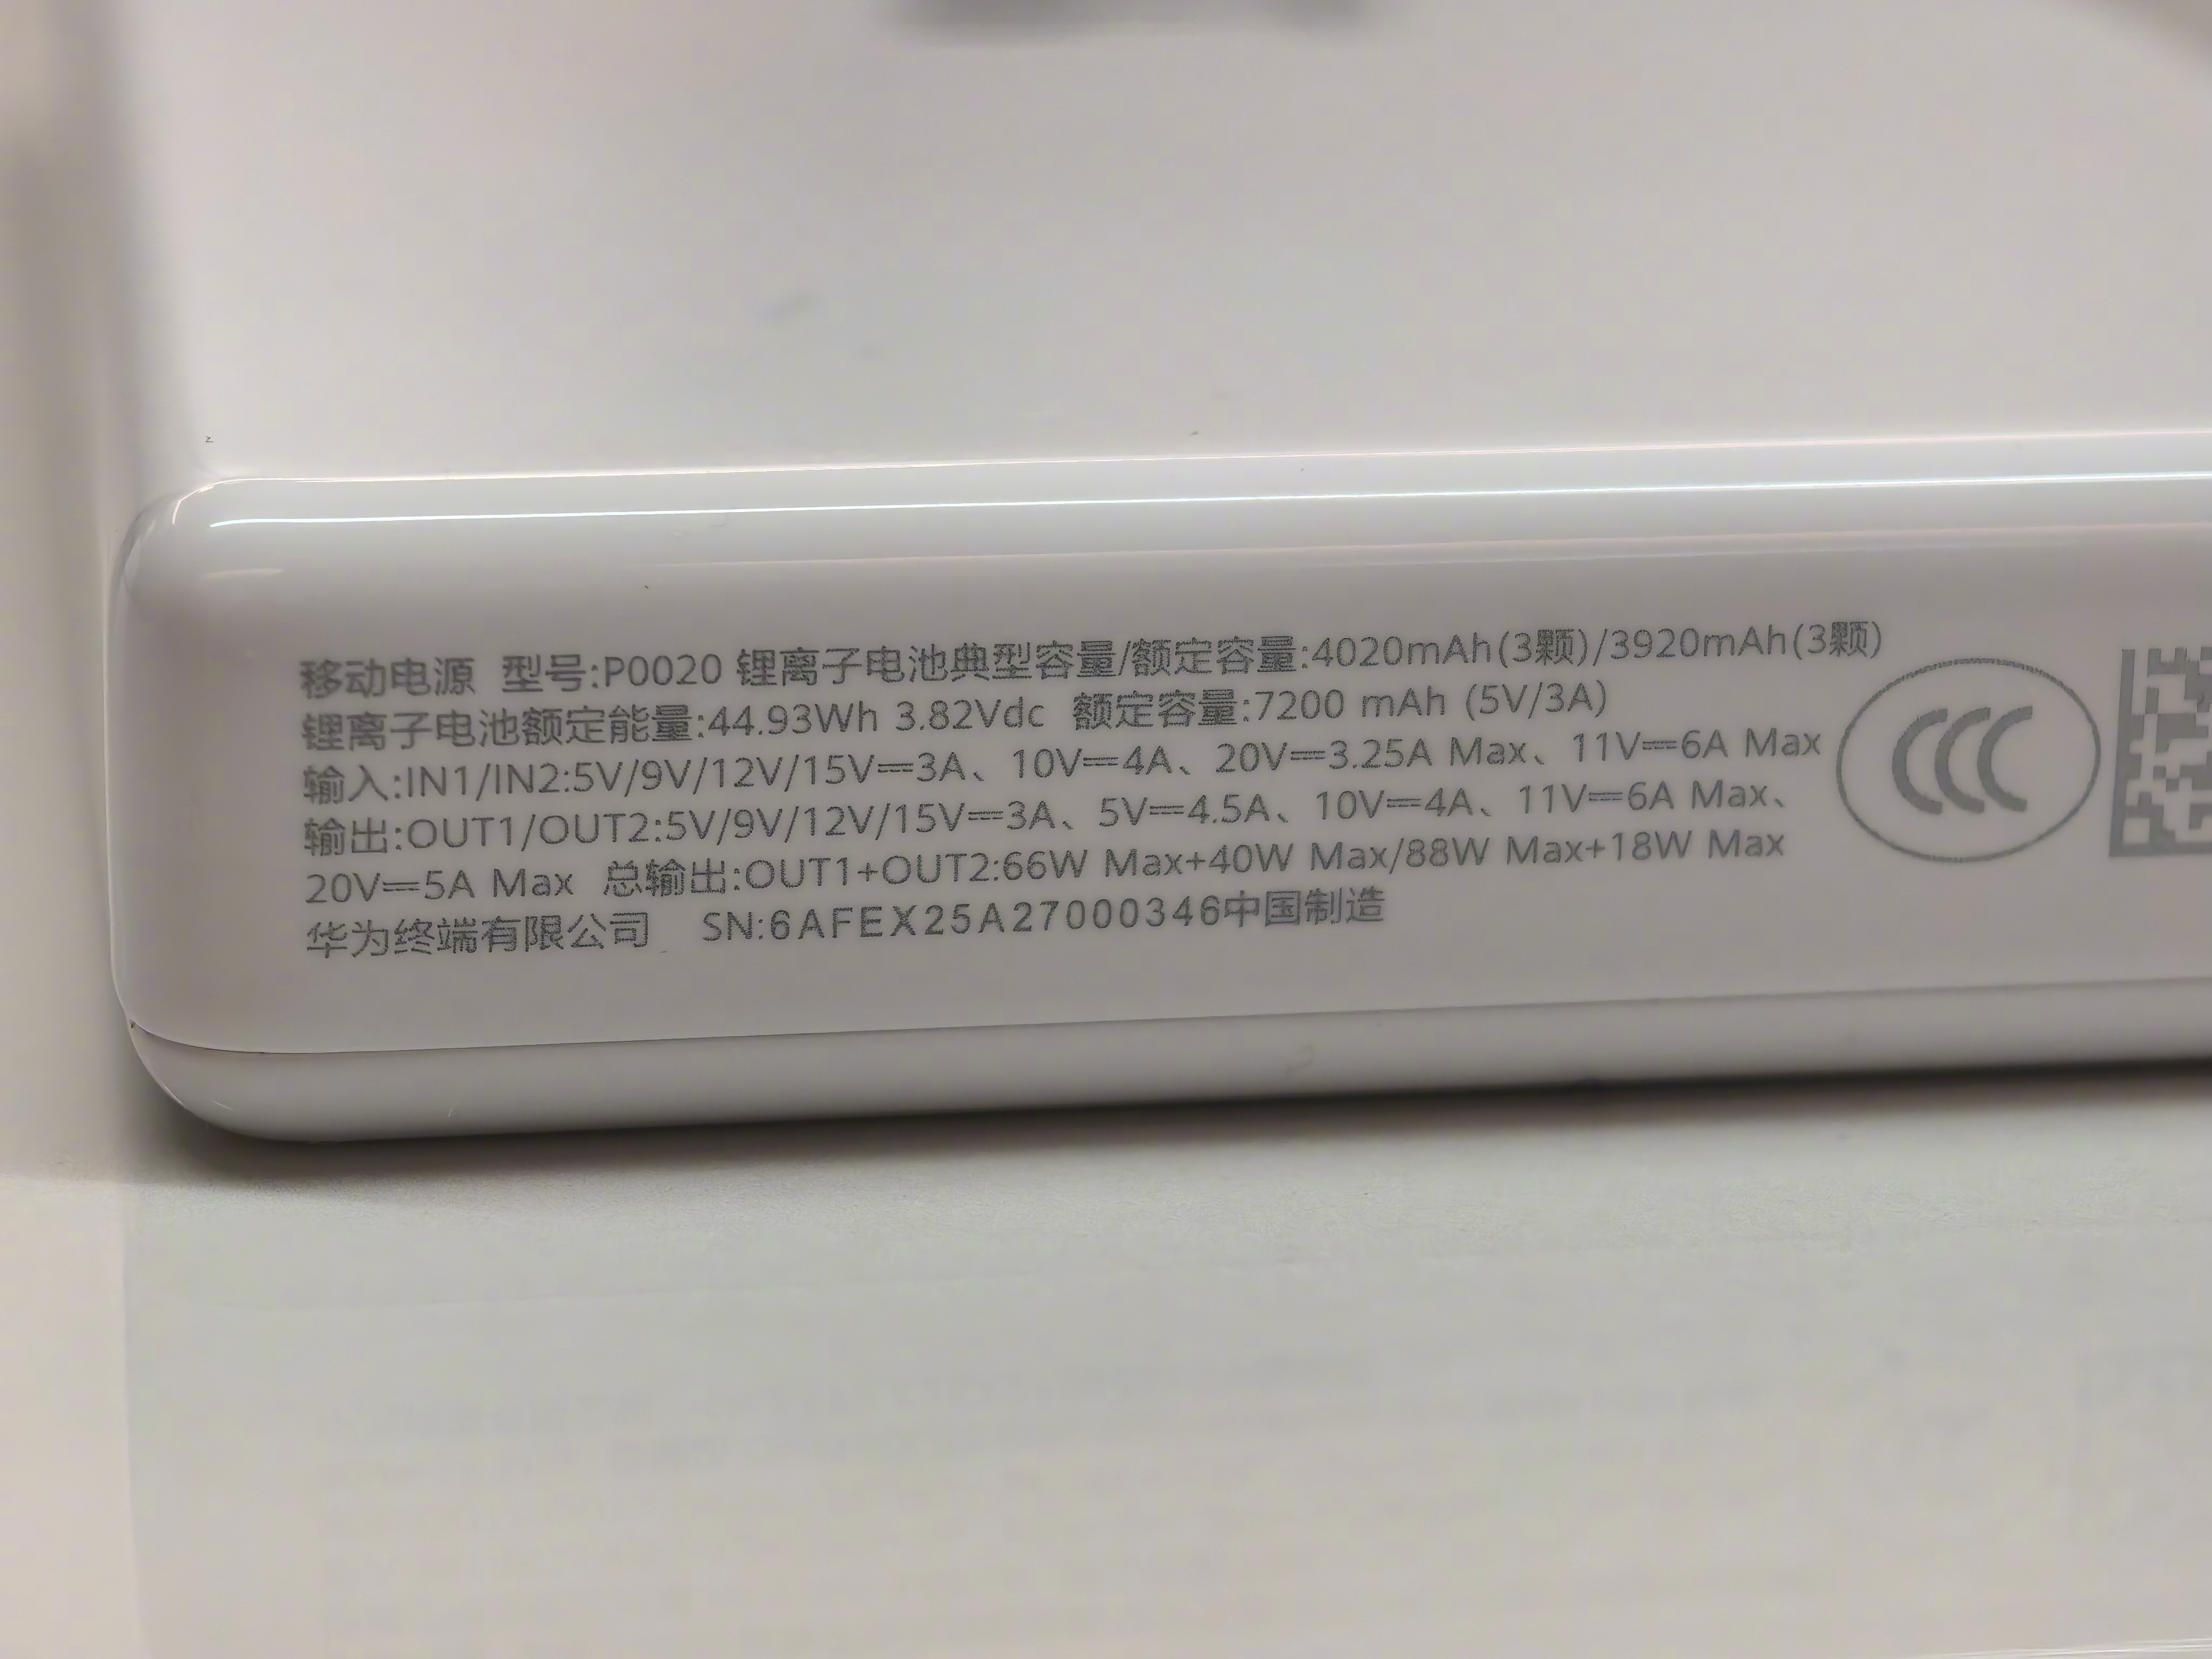 移动电源 型号:P0020 锂离子电池典型容量/额定容量:4020mAh(3颗)/3920mAh(3颗)
锂离子电池额定能量:44.93Wh 3.82Vdc 额定容量:7200 mAh (5V/3A)
输入:IN1/IN2:5V/9V/12V/15V⎓3A、10V⎓4A、20V⎓3.25A Max、11V⎓6A Max
输出:OUT1/OUT2:5V/9V/12V/15V⎓3A、5V⎓4.5A、10V⎓4A、11V⎓6A Max、
20V⎓5A Max 总输出:OUT1+OUT2:66W Max+40W Max/88W Max+18W Max
华为终端有限公司 SN:6AFEX25A27000346中国制造
CCC